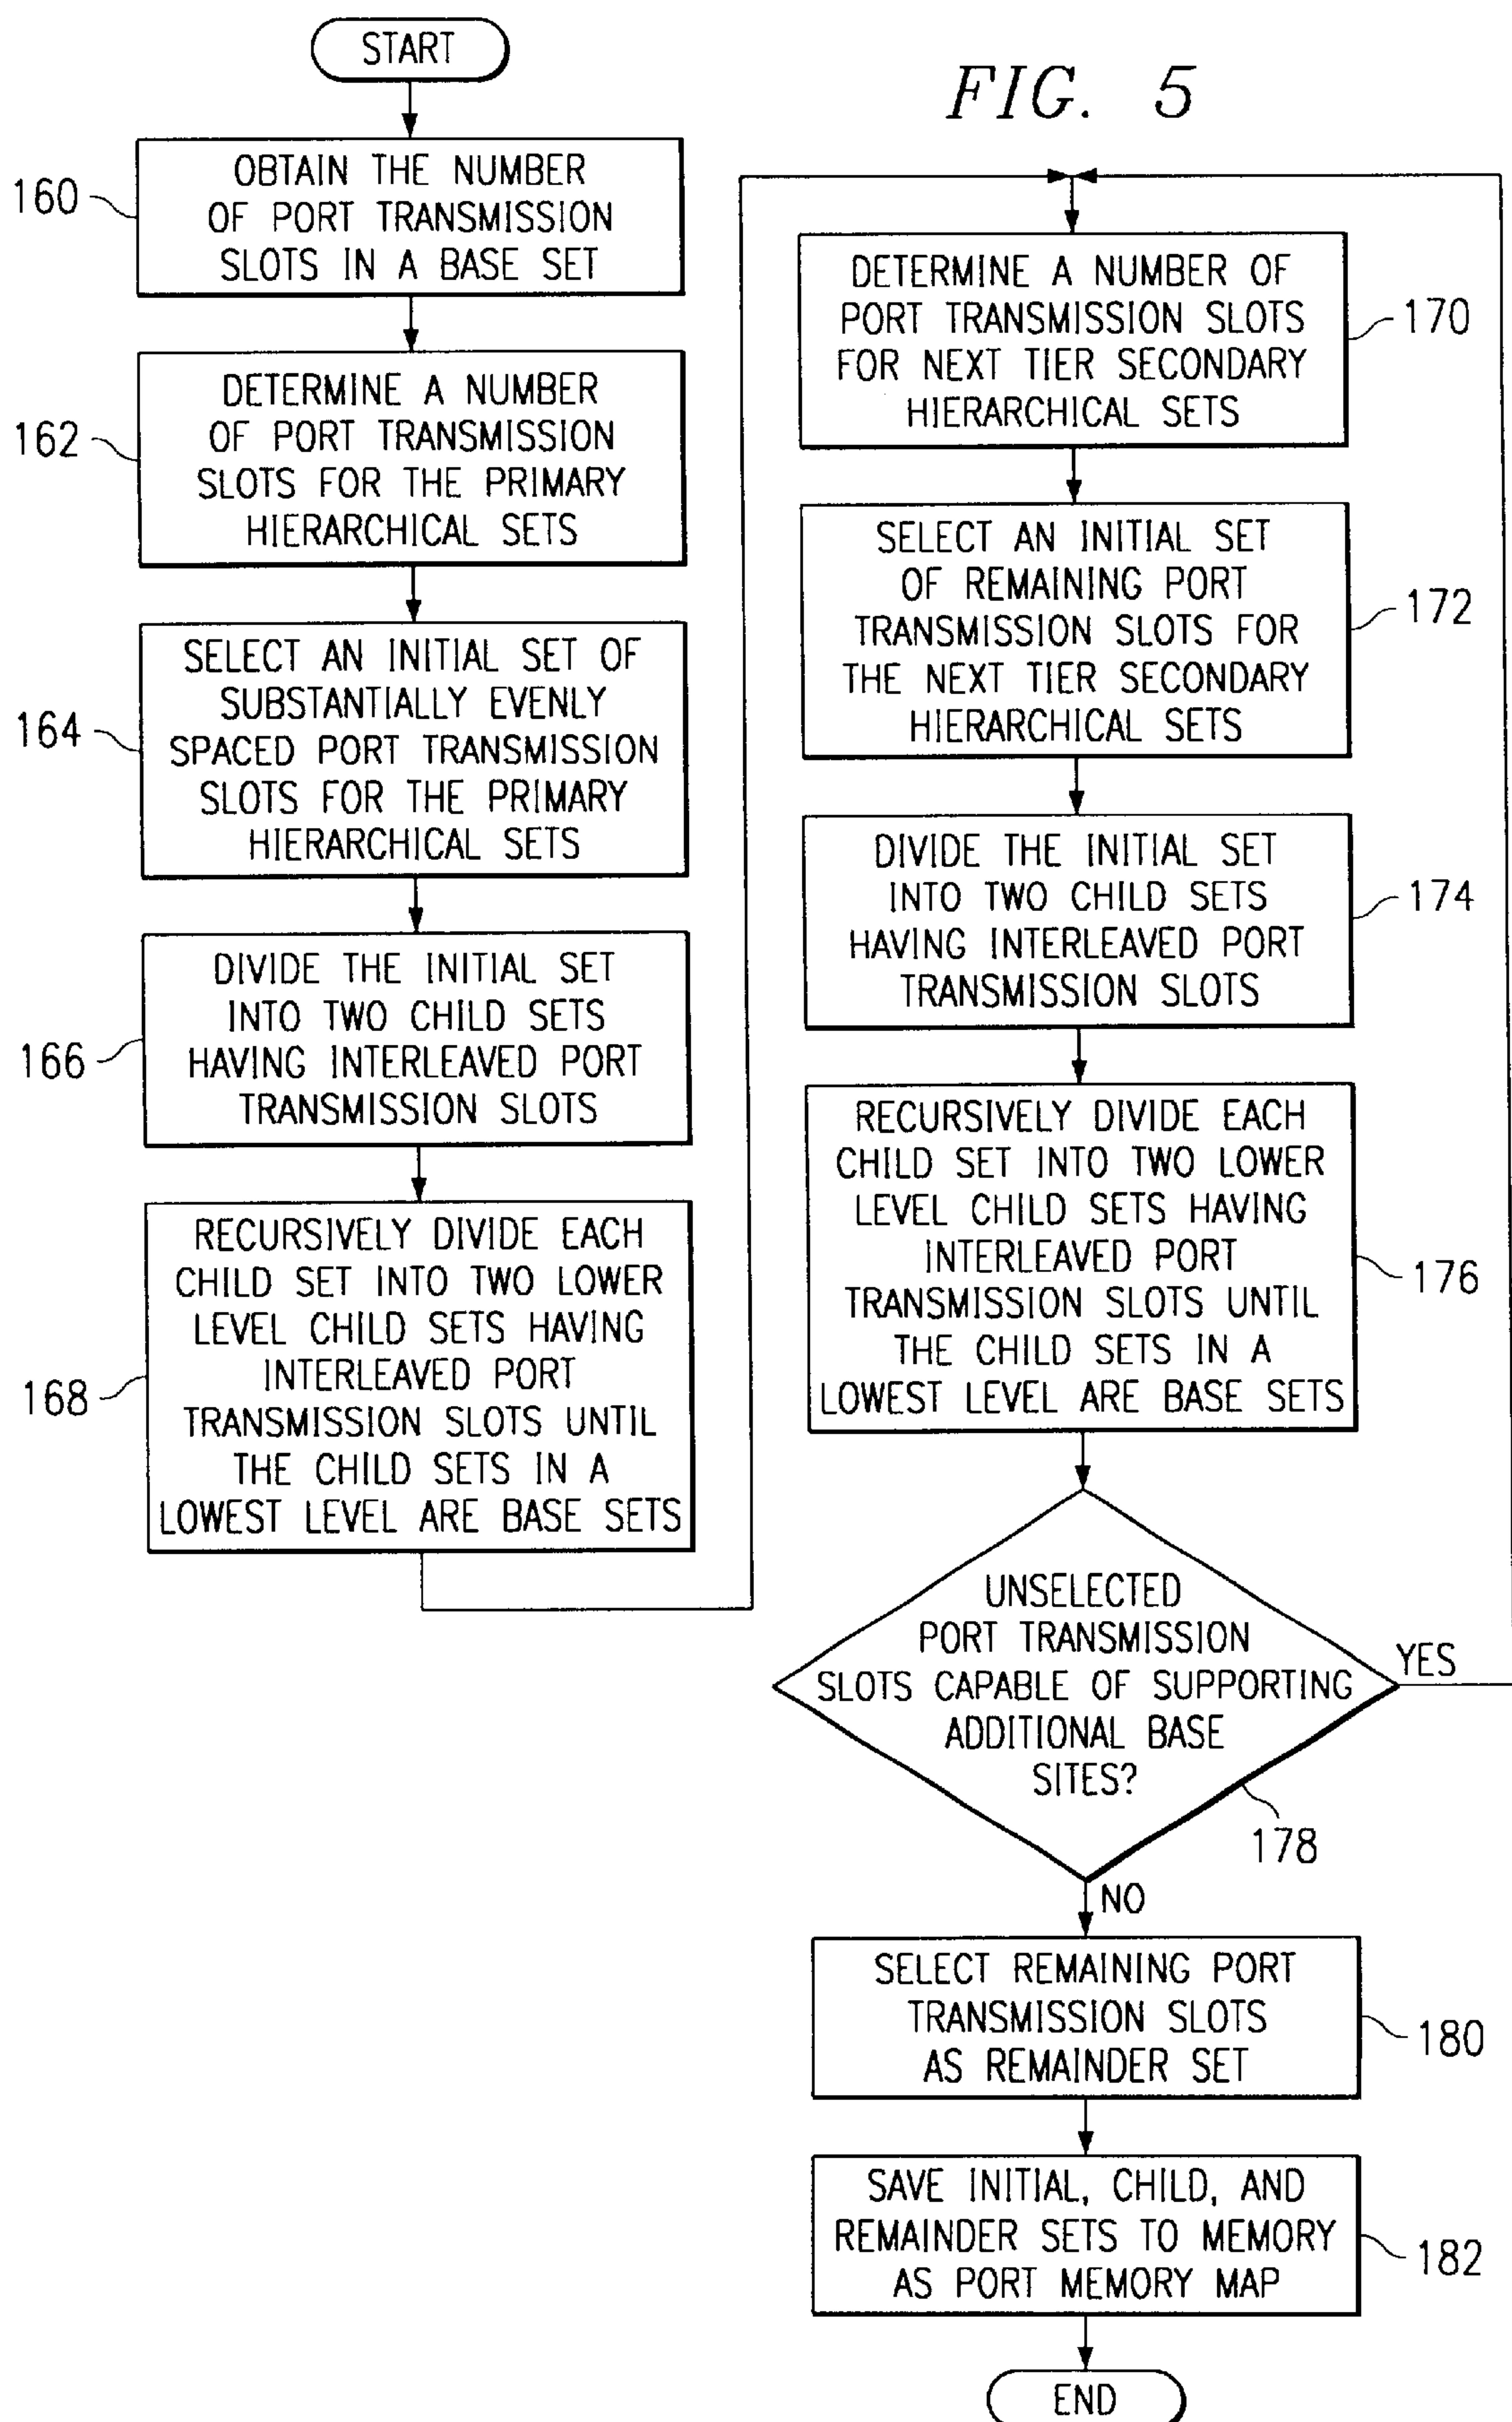 START
FIG. 5
160
OBTAIN THE NUMBER
OF PORT TRANSMISSION
SLOTS IN A BASE SET
162
DETERMINE A NUMBER
OF PORT TRANSMISSION
SLOTS FOR THE PRIMARY
HIERARCHICAL SETS
164
SELECT AN INITIAL SET OF
SUBSTANTIALLY EVENLY
SPACED PORT TRANSMISSION
SLOTS FOR THE PRIMARY
HIERARCHICAL SETS
166
DIVIDE THE INITIAL SET
INTO TWO CHILD SETS
HAVING INTERLEAVED PORT
TRANSMISSION SLOTS
168
RECURSIVELY DIVIDE EACH
CHILD SET INTO TWO LOWER
LEVEL CHILD SETS HAVING
INTERLEAVED PORT
TRANSMISSION SLOTS UNTIL
THE CHILD SETS IN A
LOWEST LEVEL ARE BASE SETS
DETERMINE A NUMBER OF
PORT TRANSMISSION SLOTS
FOR NEXT TIER SECONDARY
HIERARCHICAL SETS
170
SELECT AN INITIAL SET
OF REMAINING PORT
TRANSMISSION SLOTS FOR
THE NEXT TIER SECONDARY
HIERARCHICAL SETS
172
DIVIDE THE INITIAL SET
INTO TWO CHILD SETS
HAVING INTERLEAVED PORT
TRANSMISSION SLOTS
174
RECURSIVELY DIVIDE EACH
CHILD SET INTO TWO LOWER
LEVEL CHILD SETS HAVING
INTERLEAVED PORT
TRANSMISSION SLOTS UNTIL
THE CHILD SETS IN A
LOWEST LEVEL ARE BASE SETS
176
UNSELECTED
PORT TRANSMISSION
SLOTS CAPABLE OF SUPPORTING
ADDITIONAL BASE
SITES?
YES
178
NO
SELECT REMAINING PORT
TRANSMISSION SLOTS
AS REMAINDER SET
180
SAVE INITIAL, CHILD, AND
REMAINDER SETS TO MEMORY
AS PORT MEMORY MAP
182
END